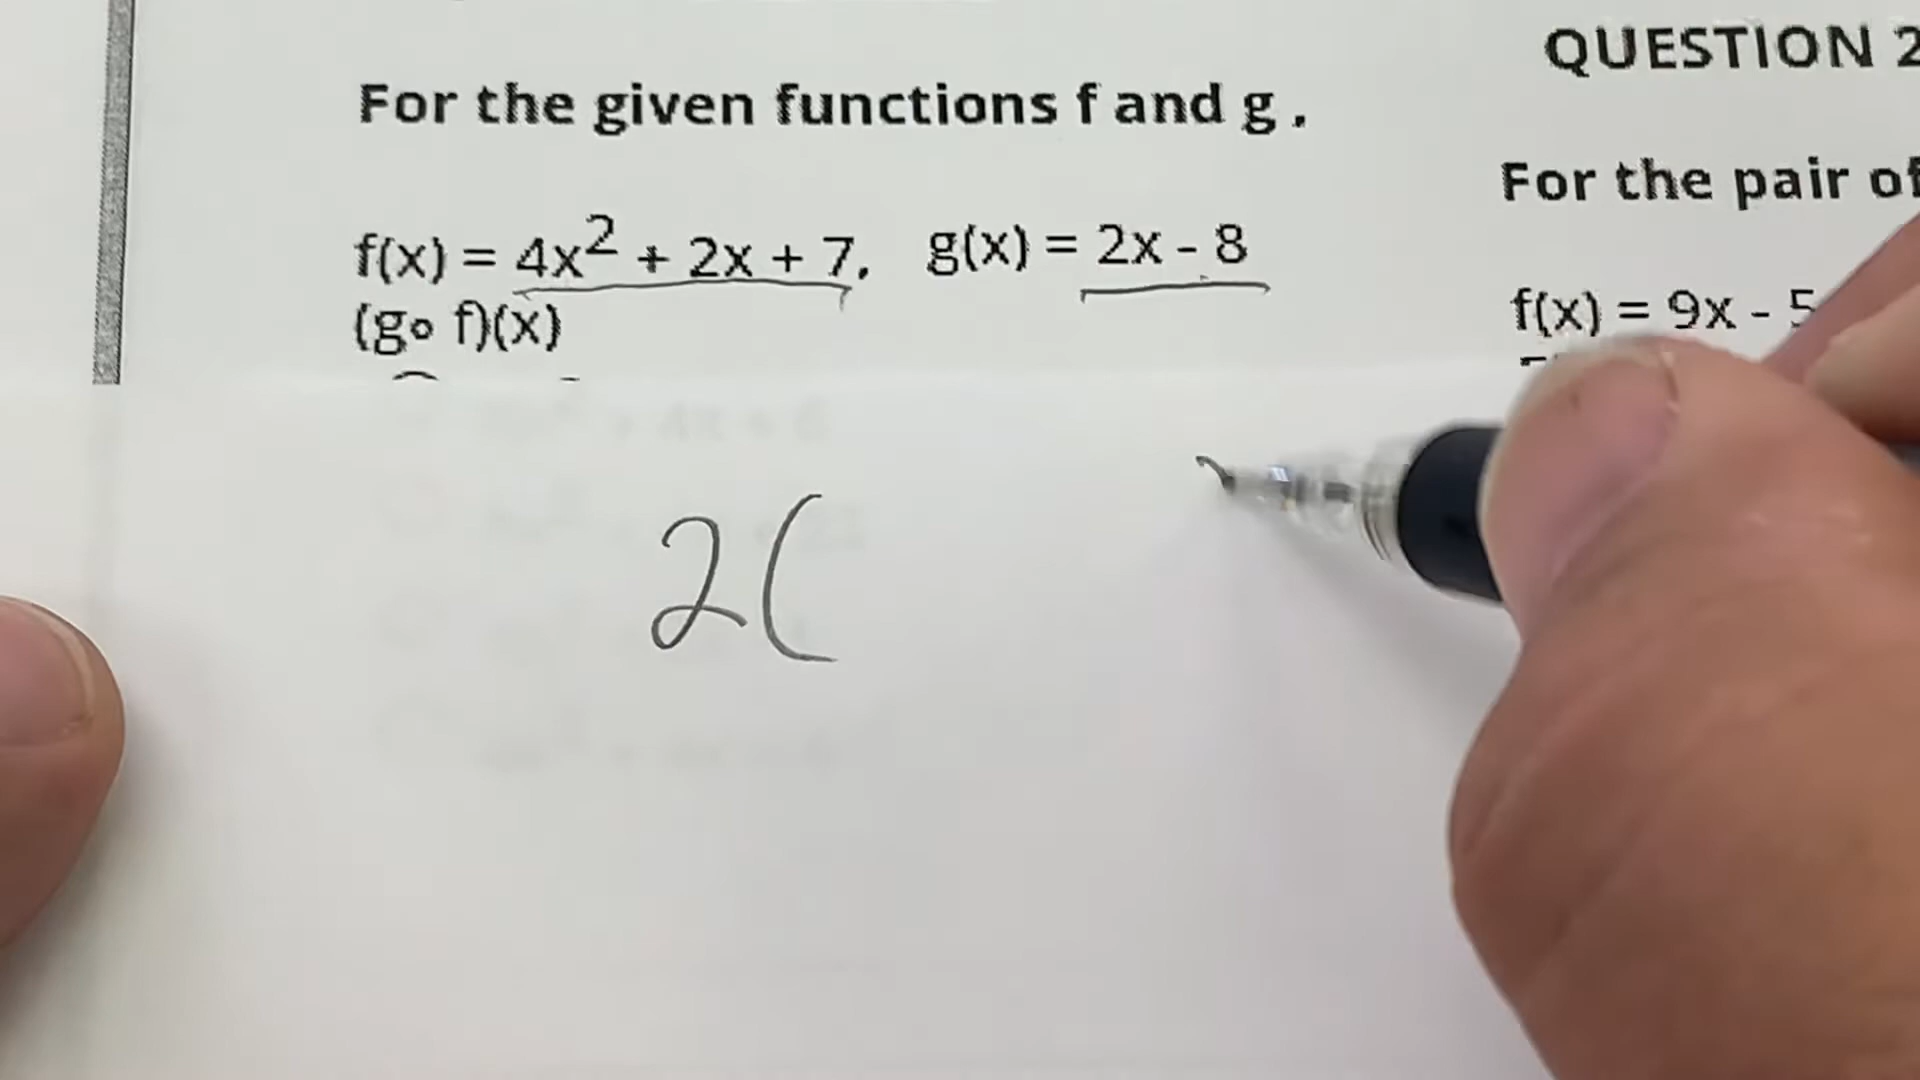 For the given functions f and g .
f(x) = 4x² + 2x + 7, g(x) = 2x - 8
(g∘ f)(x)
2(
QUESTION 2
For the pair of
f(x) = 9x - 5